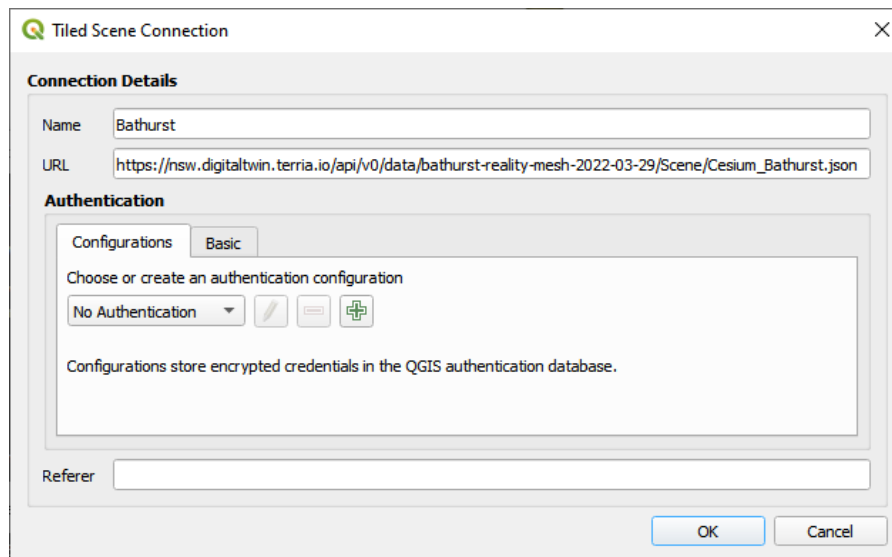 Tiled Scene Connection
Connection Details
Name Bathurst
URL https://nsw.digitaltwin.terria.io/api/v0/data/bathurst-reality-mesh-2022-03-29/Scene/Cesium_Bathurst.json
Authentication
Configurations Basic
Choose or create an authentication configuration
No Authentication
Configurations store encrypted credentials in the QGIS authentication database.
Referer
OK Cancel